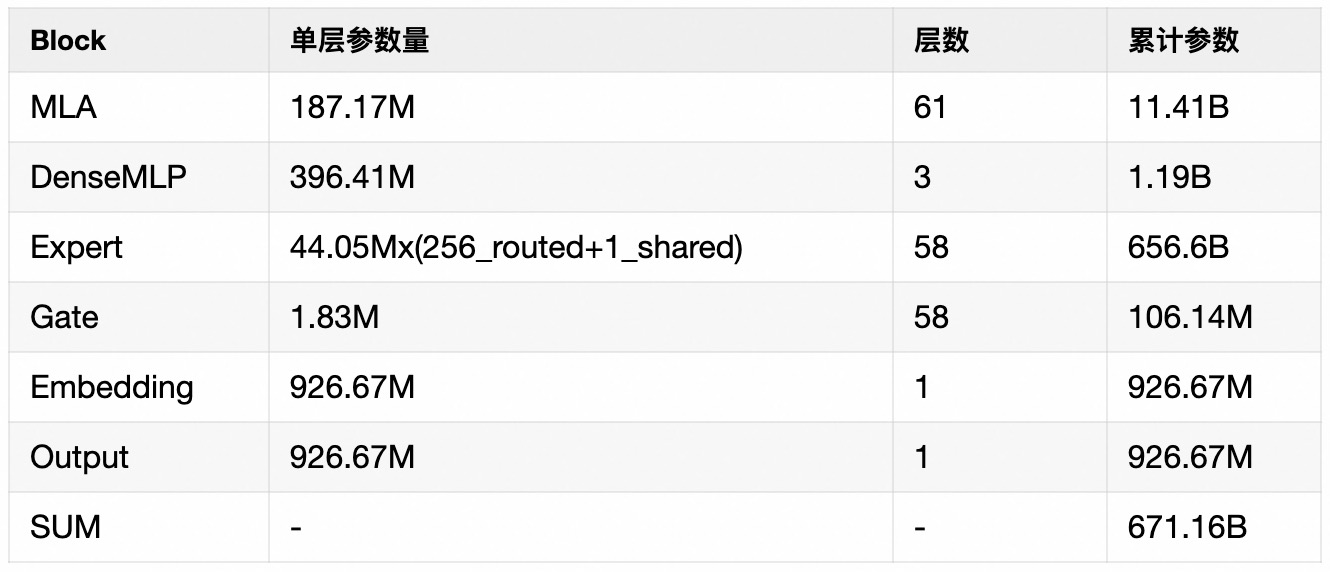 Block 单层参数量 层数 累计参数
MLA 187.17M 61 11.41B
DenseMLP 396.41M 3 1.19B
Expert 44.05Mx(256_routed+1_shared) 58 656.6B
Gate 1.83M 58 106.14M
Embedding 926.67M 1 926.67M
Output 926.67M 1 926.67M
SUM - - 671.16B